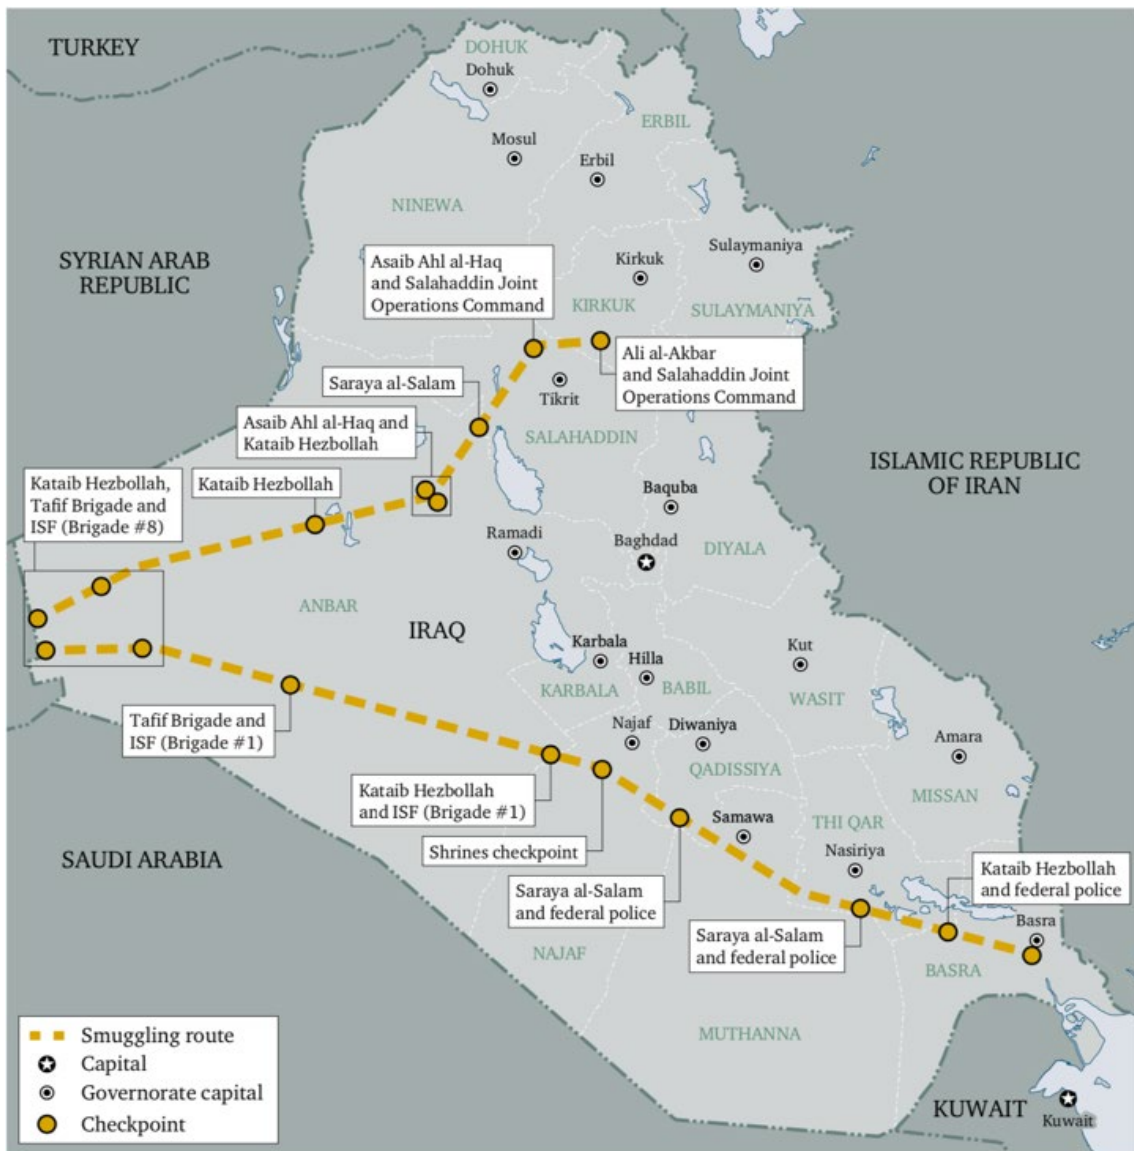 TURKEY
DOHUK
Dohuk
ERBIL
Mosul
Erbil
NINEWA
SYRIAN ARAB
REPUBLIC
Sulaymaniya
Kirkuk
Asaib Ahl al-Haq
and Salahaddin Joint
Operations Command
KIRKUK
SULAYMANIYA
Ali al-Akbar
and Salahaddin Joint
Operations Command
Saraya al-Salam
Tikrit
Asaib Ahl al-Haq and
Kataib Hezbollah
SALAHADDIN
ISLAMIC REPUBLIC
OF IRAN
Kataib Hezbollah,
Tafif Brigade and
ISF (Brigade #8)
Kataib Hezbollah
Baquba
Ramadi
Baghdad
DIYALA
ANBAR
IRAQ
Karbala
Hilla
Kut
KARBALA
BABIL
WASIT
Tafif Brigade and
ISF (Brigade #1)
Najaf
Diwaniya
Amara
QADISSIYA
MISSAN
Kataib Hezbollah
and ISF (Brigade #1)
Samawa
THI QAR
Shrines checkpoint
Nasiriya
SAUDI ARABIA
Kataib Hezbollah
and federal police
Saraya al-Salam
and federal police
Basra
Saraya al-Salam
and federal police
NAJAF
BASRA
MUTHANNA
Smuggling route
Capital
Governorate capital
Checkpoint
KUWAIT
Kuwait